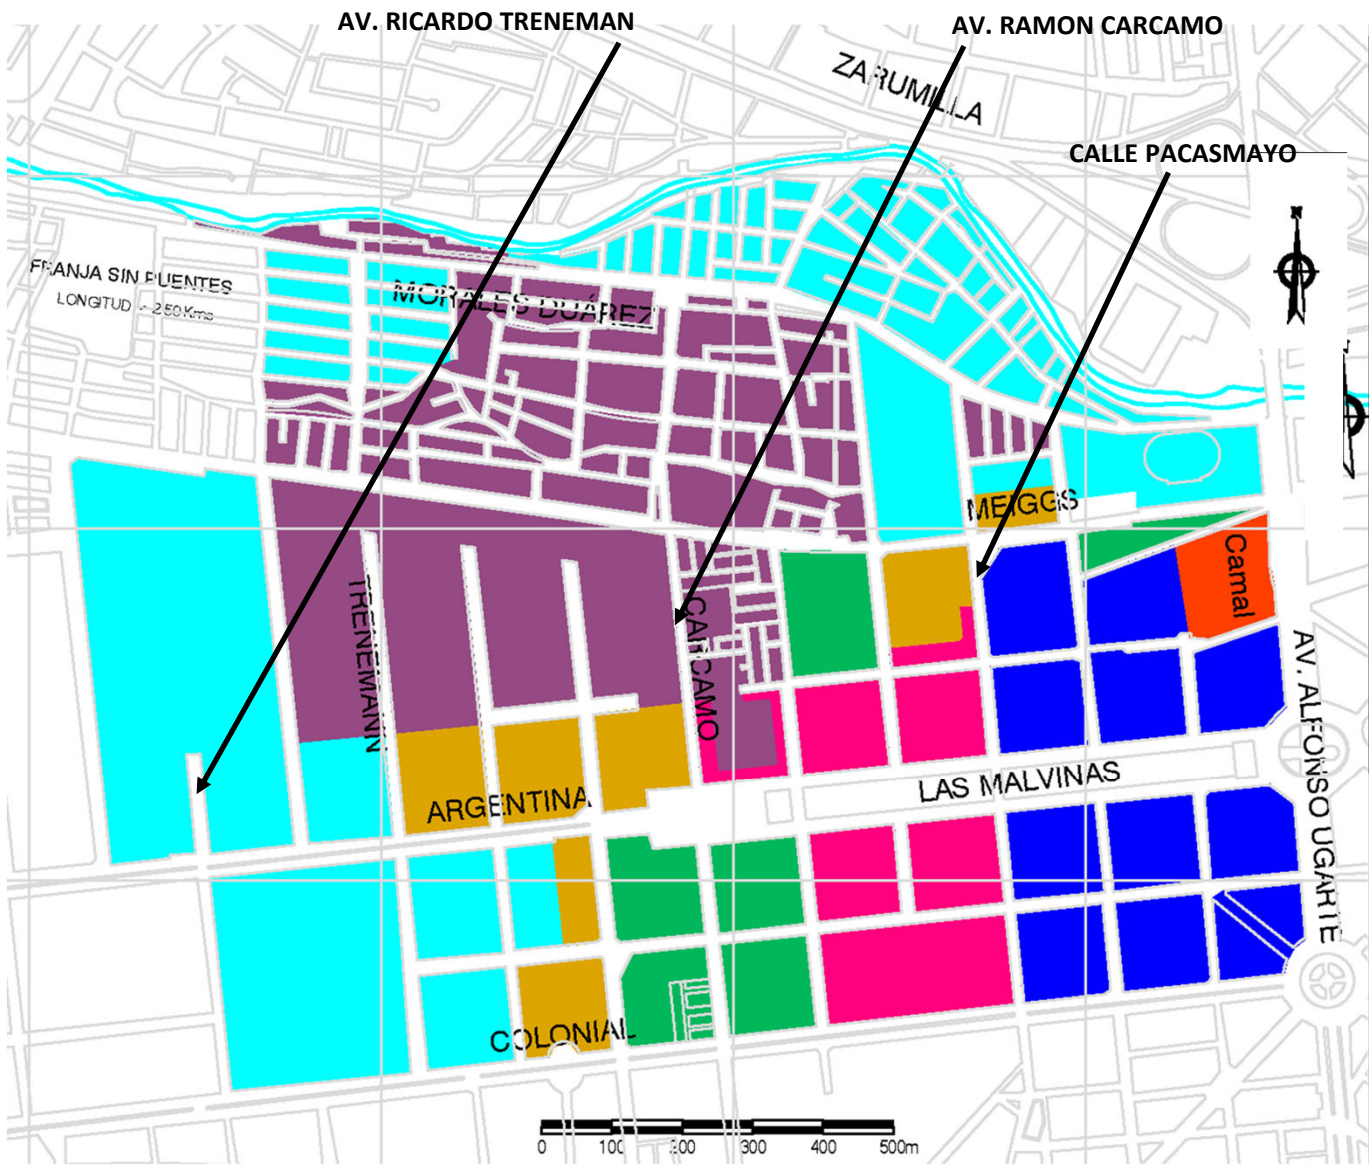 AV. RICARDO TRENEMAN
AV. RAMON CARCAMO
ZARUMILLA
CALLE PACASMAYO
N
FRANJA SIN PUENTES
LONGITUD = 2.50 Kms
MORALES DUÁREZ
MEIGGS
Camal
TRENEMANN
CARCAMO
AV. ALFONSO UGARTE
LAS MALVINAS
ARGENTINA
COLONIAL
0 100 200 300 400 500m